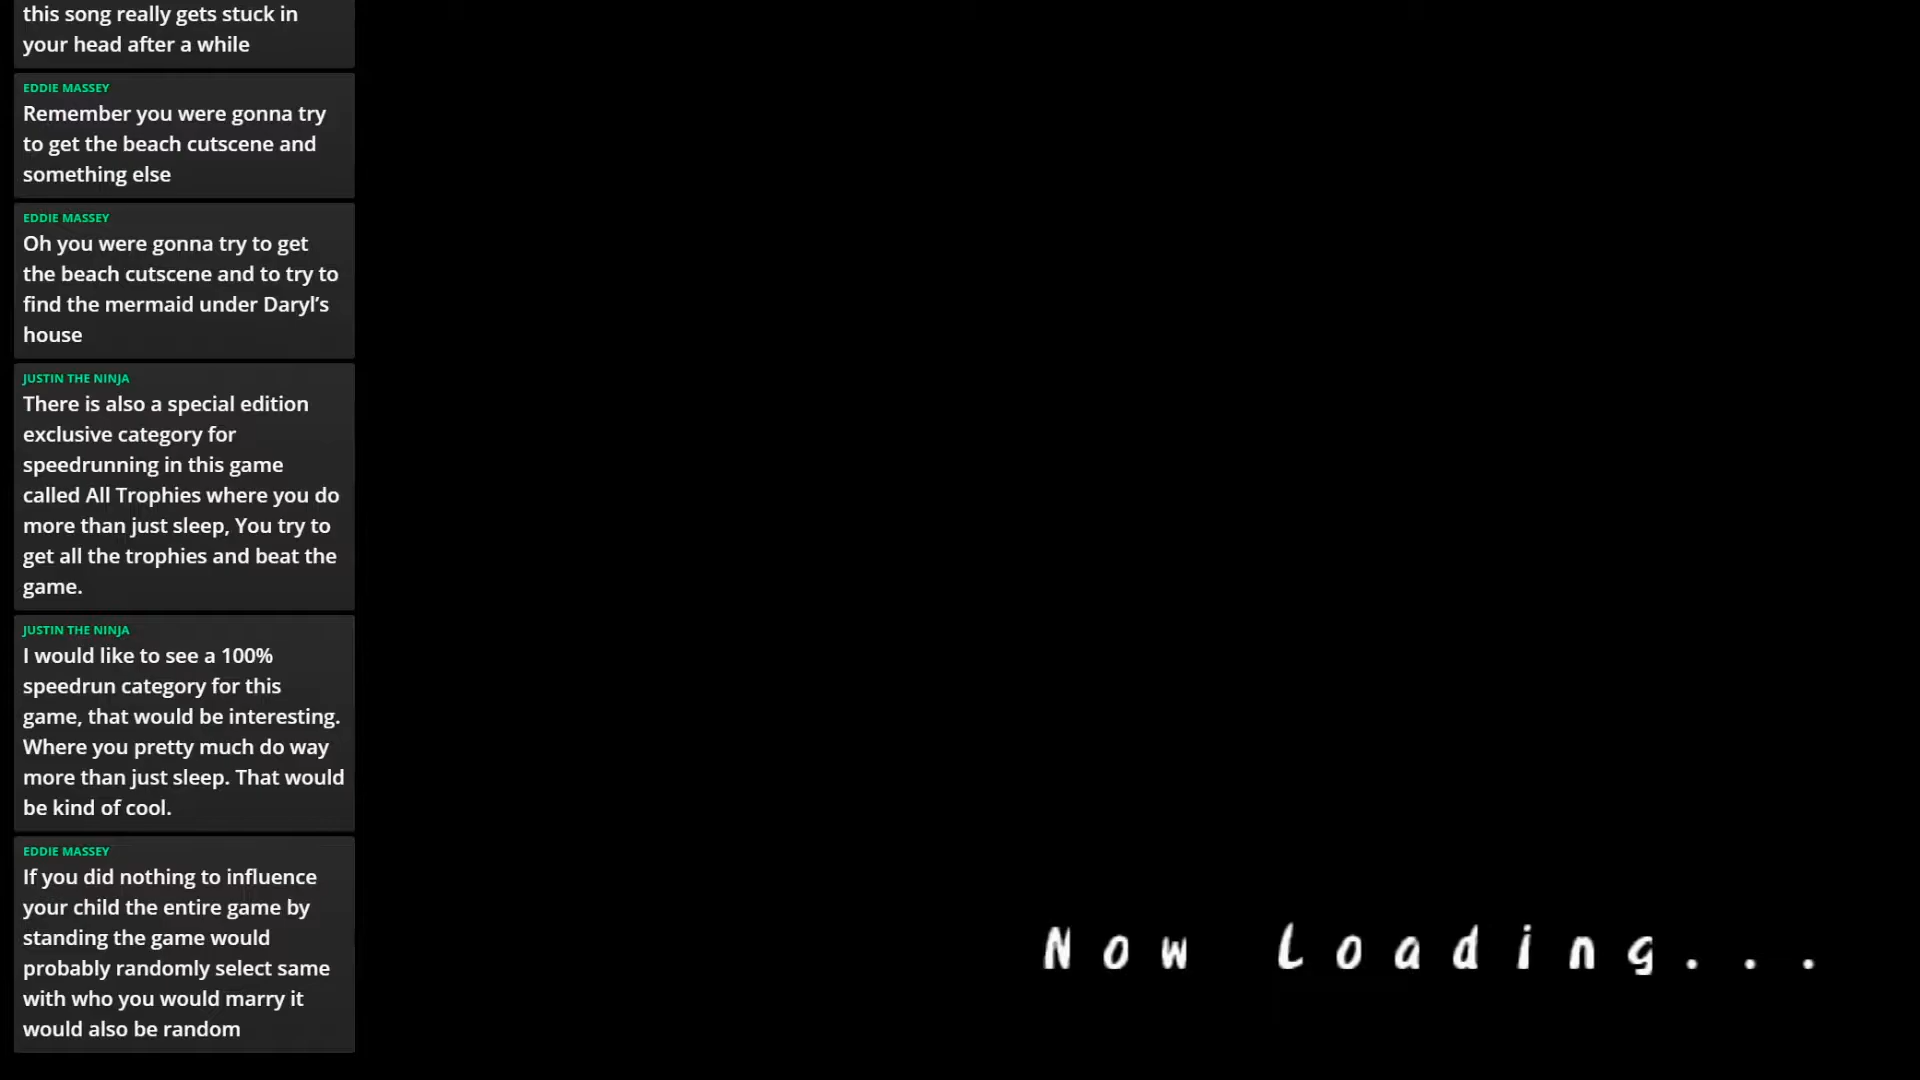 this song really gets stuck in
your head after a while
EDDIE MASSEY
Remember you were gonna try
to get the beach cutscene and
something else
EDDIE MASSEY
Oh you were gonna try to get
the beach cutscene and to try to
find the mermaid under Daryl’s
house
JUSTIN THE NINJA
There is also a special edition
exclusive category for
speedrunning in this game
called All Trophies where you do
more than just sleep, You try to
get all the trophies and beat the
game.
JUSTIN THE NINJA
I would like to see a 100%
speedrun category for this
game, that would be interesting.
Where you pretty much do way
more than just sleep. That would
be kind of cool.
EDDIE MASSEY
If you did nothing to influence
your child the entire game by
standing the game would
probably randomly select same
with who you would marry it
would also be random
Now Loading...